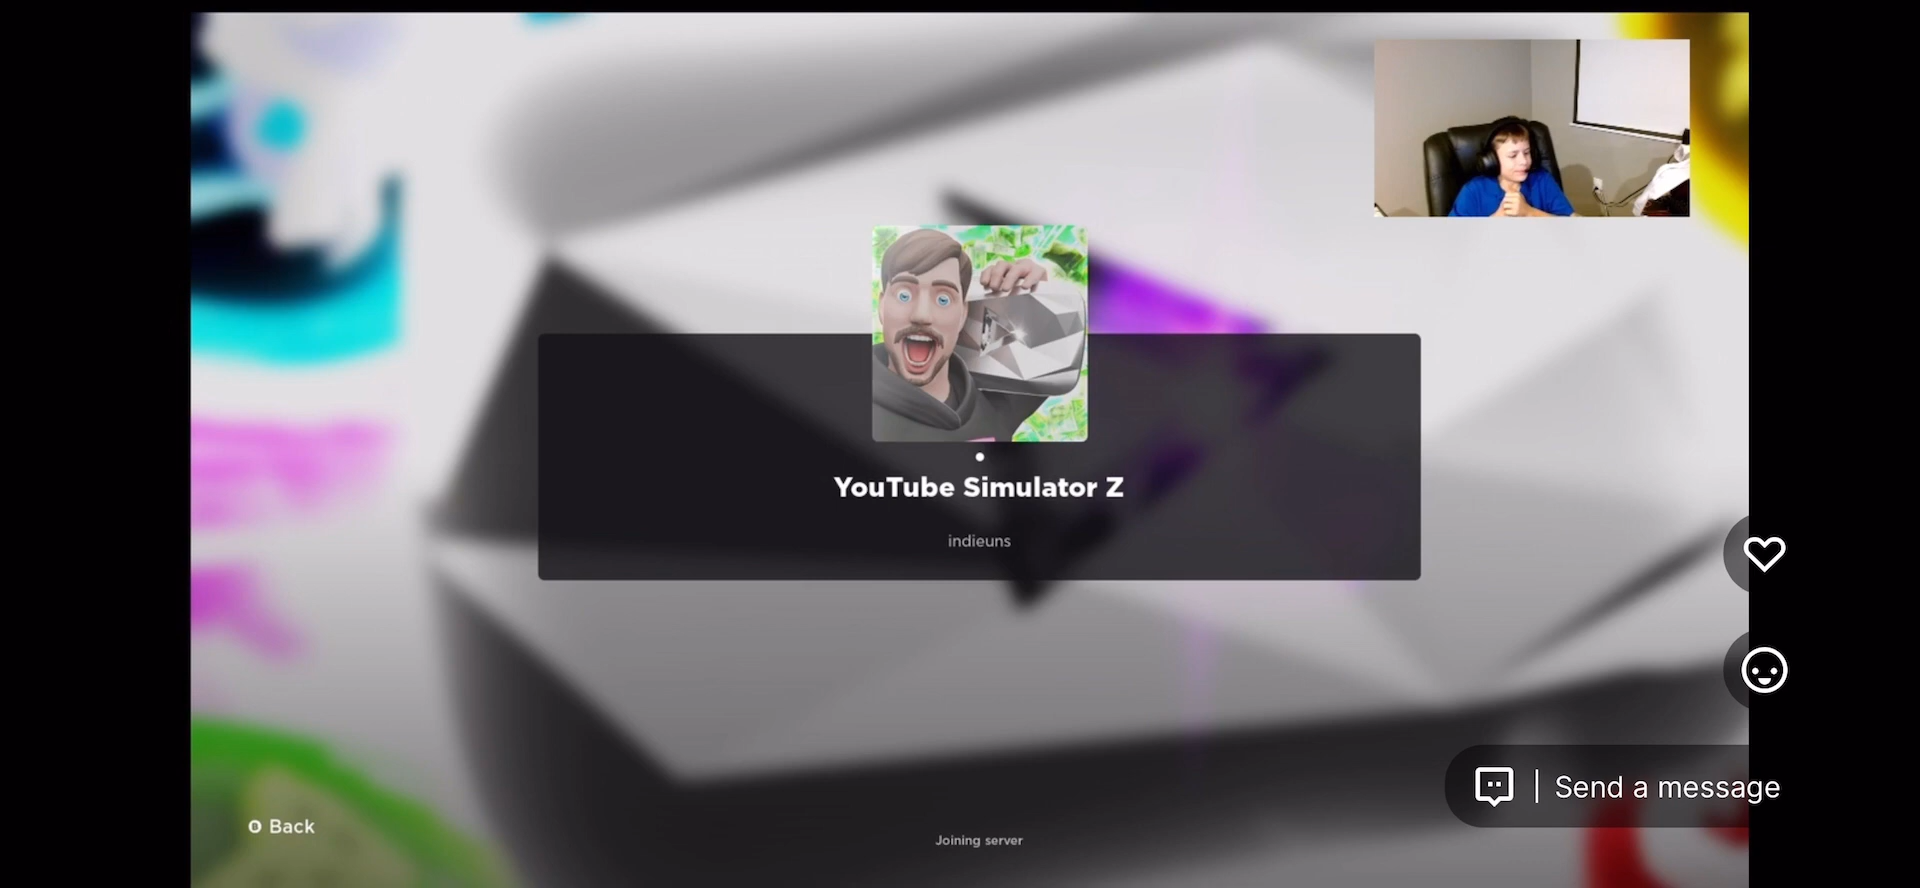 YouTube Simulator Z
indieuns
Send a message
Back
Joining server